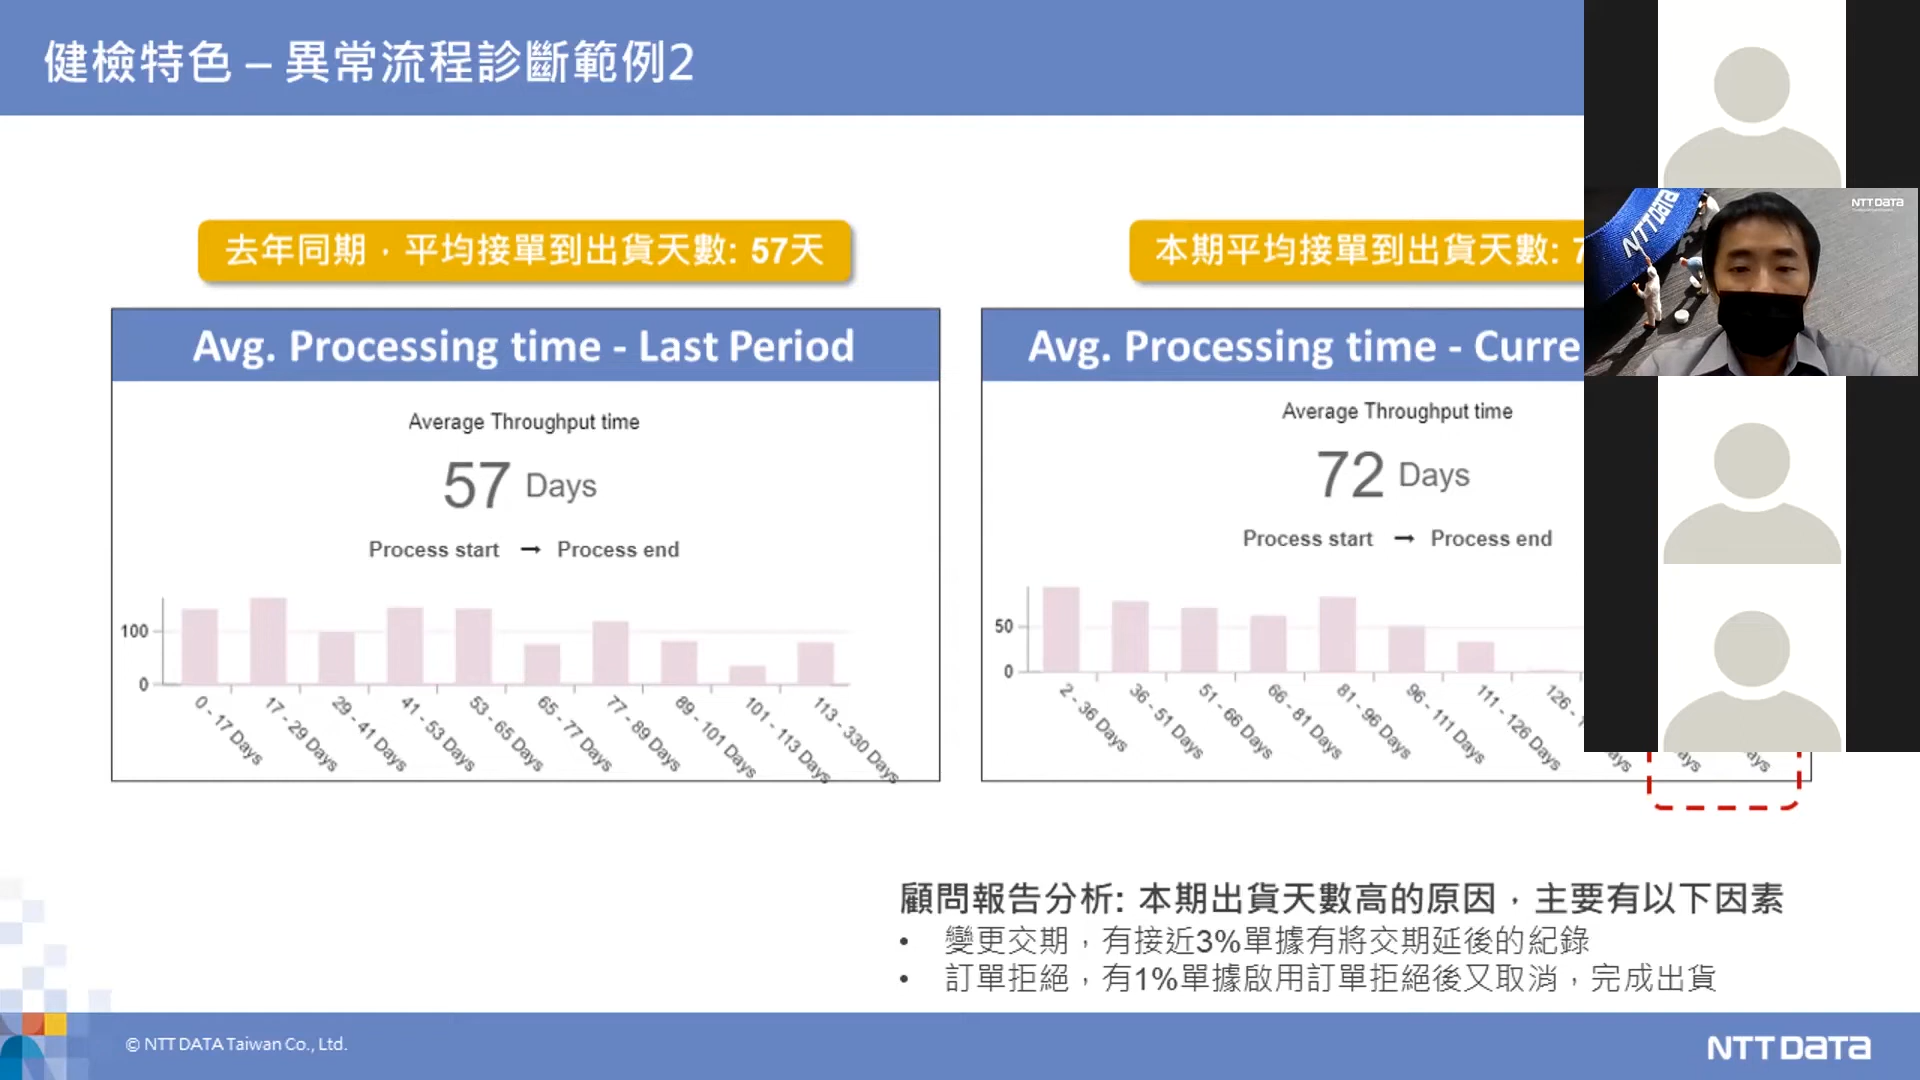 健檢特色 – 異常流程診斷範例2
去年同期，平均接單到出貨天數: 57天
本期平均接單到出貨天數: 7
NTT DATA
NTT DATA
Avg. Processing time - Last Period
Avg. Processing time - Curre
Average Throughput time
57 Days
Process start → Process end
100
0
0 - 17 Days
17 - 29 Days
29 - 41 Days
41 - 53 Days
53 - 65 Days
65 - 77 Days
77 - 89 Days
89 - 101 Days
101 - 113 Days
113 - 330 Days
Average Throughput time
72 Days
Process start → Process end
50
0
2 - 36 Days
36 - 51 Days
51 - 66 Days
66 - 81 Days
81 - 96 Days
96 - 111 Days
111 - 126 Days
126 -
ays
ays
ays
顧問報告分析: 本期出貨天數高的原因，主要有以下因素
• 變更交期，有接近3%單據有將交期延後的紀錄
• 訂單拒絕，有1%單據啟用訂單拒絕後又取消，完成出貨
© NTT DATA Taiwan Co., Ltd.
NTT DATA